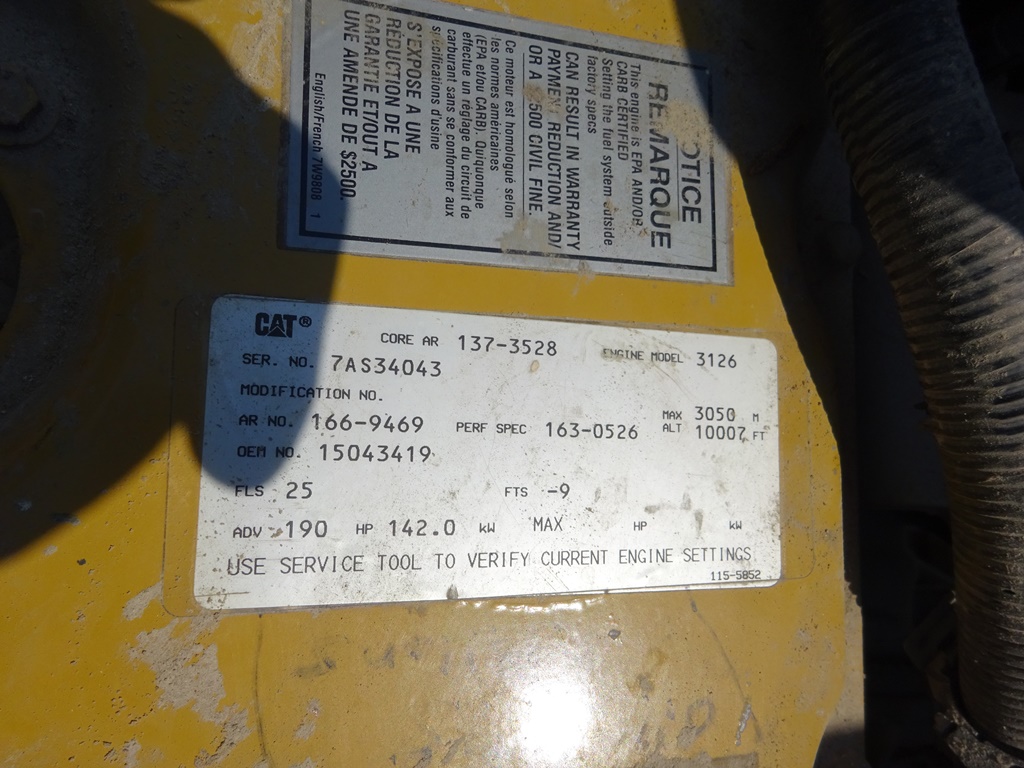 OTICE
REMARQUE
This engine is EPA AND/OR
CARB CERTIFIED
Setting the fuel system outside
factory specs
CAN RESULT IN WARRANTY
PAYMENT REDUCTION AND/
OR A $2500 CIVIL FINE.
Ce moteur est homologué selon
les normes américaines
(EPA et/ou CARB). Quiquonque
effectue un réglage du circuit de
carburant sans se conformer aux
spécifications d'usine
S'EXPOSE A UNE
RÉDUCTION DE LA
GARANTIE ET/OUT A
UNE AMENDE DE $2500.
English/French 7W9808 1
CAT®
CORE AR 137-3528 ENGINE MODEL 3126
SER. NO. 7AS34043
MODIFICATION NO.
AR NO. 166-9469 PERF SPEC 163-0526 MAX ALT 3050 M 10007 FT
OEM NO. 15043419
FLS 25 FTS -9
ADV 190 HP 142.0 kW MAX HP kW
USE SERVICE TOOL TO VERIFY CURRENT ENGINE SETTINGS
115-5852